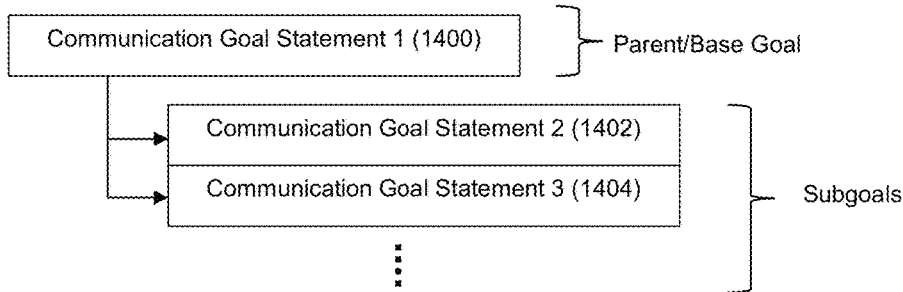 Communication Goal Statement 1 (1400)
Parent/Base Goal
Communication Goal Statement 2 (1402)
Communication Goal Statement 3 (1404)
Subgoals